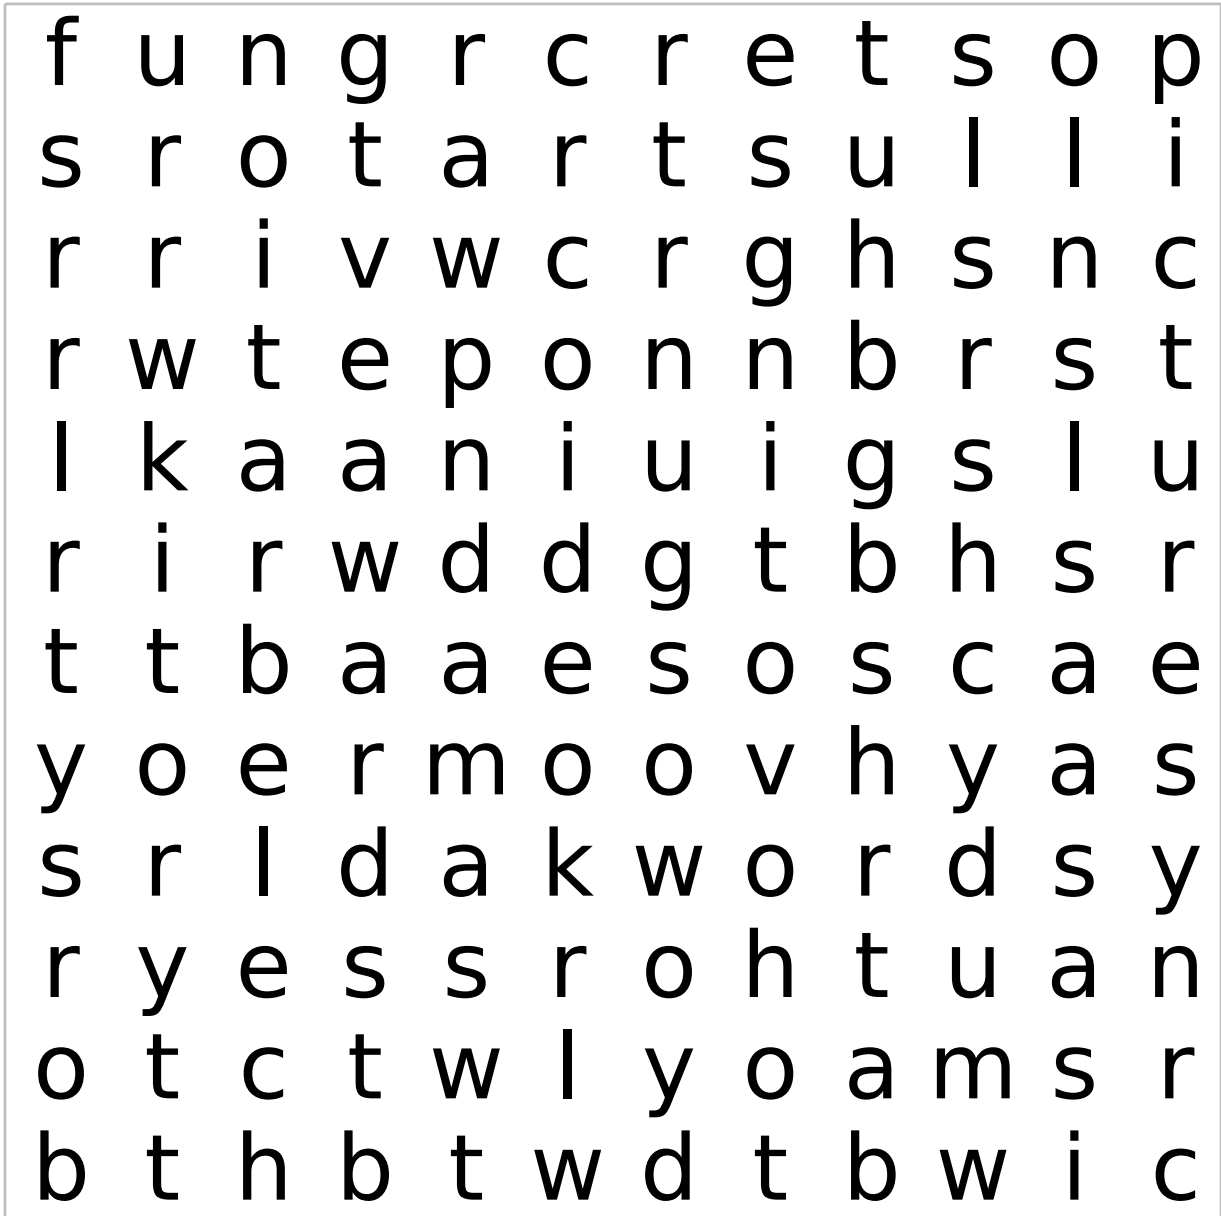 f u n g r c r e t s o p
s r o t a r t s u l l i
r r i v w c r g h s n c
r w t e p o n n b r s t
l k a a n i u i g s l u
r i r w d d g t b h s r
t t b a a e s o s c a e
y o e r m o o v h y a s
s r l d a k w o r d s y
r y e s s r o h t u a n
o t c t w l y o a m s r
b t h b t w d t b w i c